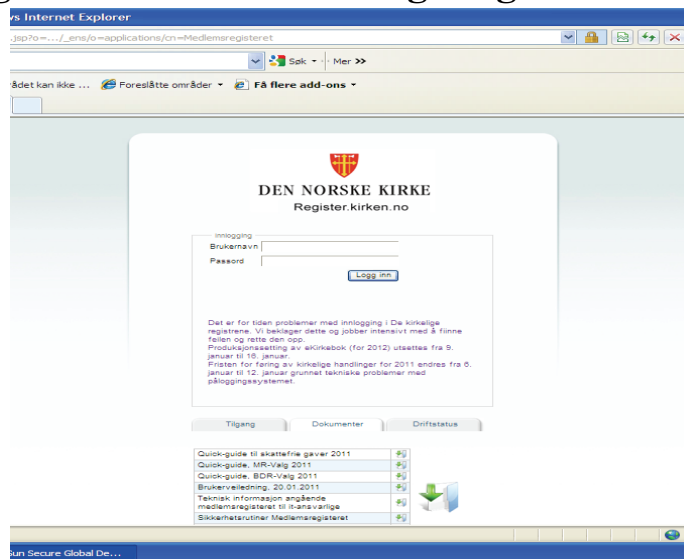 vs Internet Explorer
.jsp?o=.../_ens/o=applications/cn=Medlemsregisteret
Søk
Mer >>
rådet kan ikke ...
Foreslåtte områder
Få flere add-ons
DEN NORSKE KIRKE
Register.kirken.no
Innlogging
Brukernavn
Passord
Logg inn
Det er for tiden problemer med innlogging i De kirkelige
registrene. Vi beklager dette og jobber intensivt med å fiinne
feilen og rette den opp.
Produksjonssetting av eKirkebok (for 2012) utsettes fra 9.
januar til 16. januar.
Fristen for føring av kirkelige handlinger for 2011 endres fra 6.
januar til 12. januar grunnet tekniske problemer med
påloggingssystemet.
Tilgang
Dokumenter
Driftstatus
Quick-guide til skattefrie gaver 2011
Quick-guide, MR-Valg 2011
Quick-guide, BDR-Valg 2011
Brukerveiledning, 20.01.2011
Teknisk informasjon angående
medlemsregisteret til it-ansvarlige
Sikkerhetsrutiner Medlemsregisteret
Sun Secure Global De...